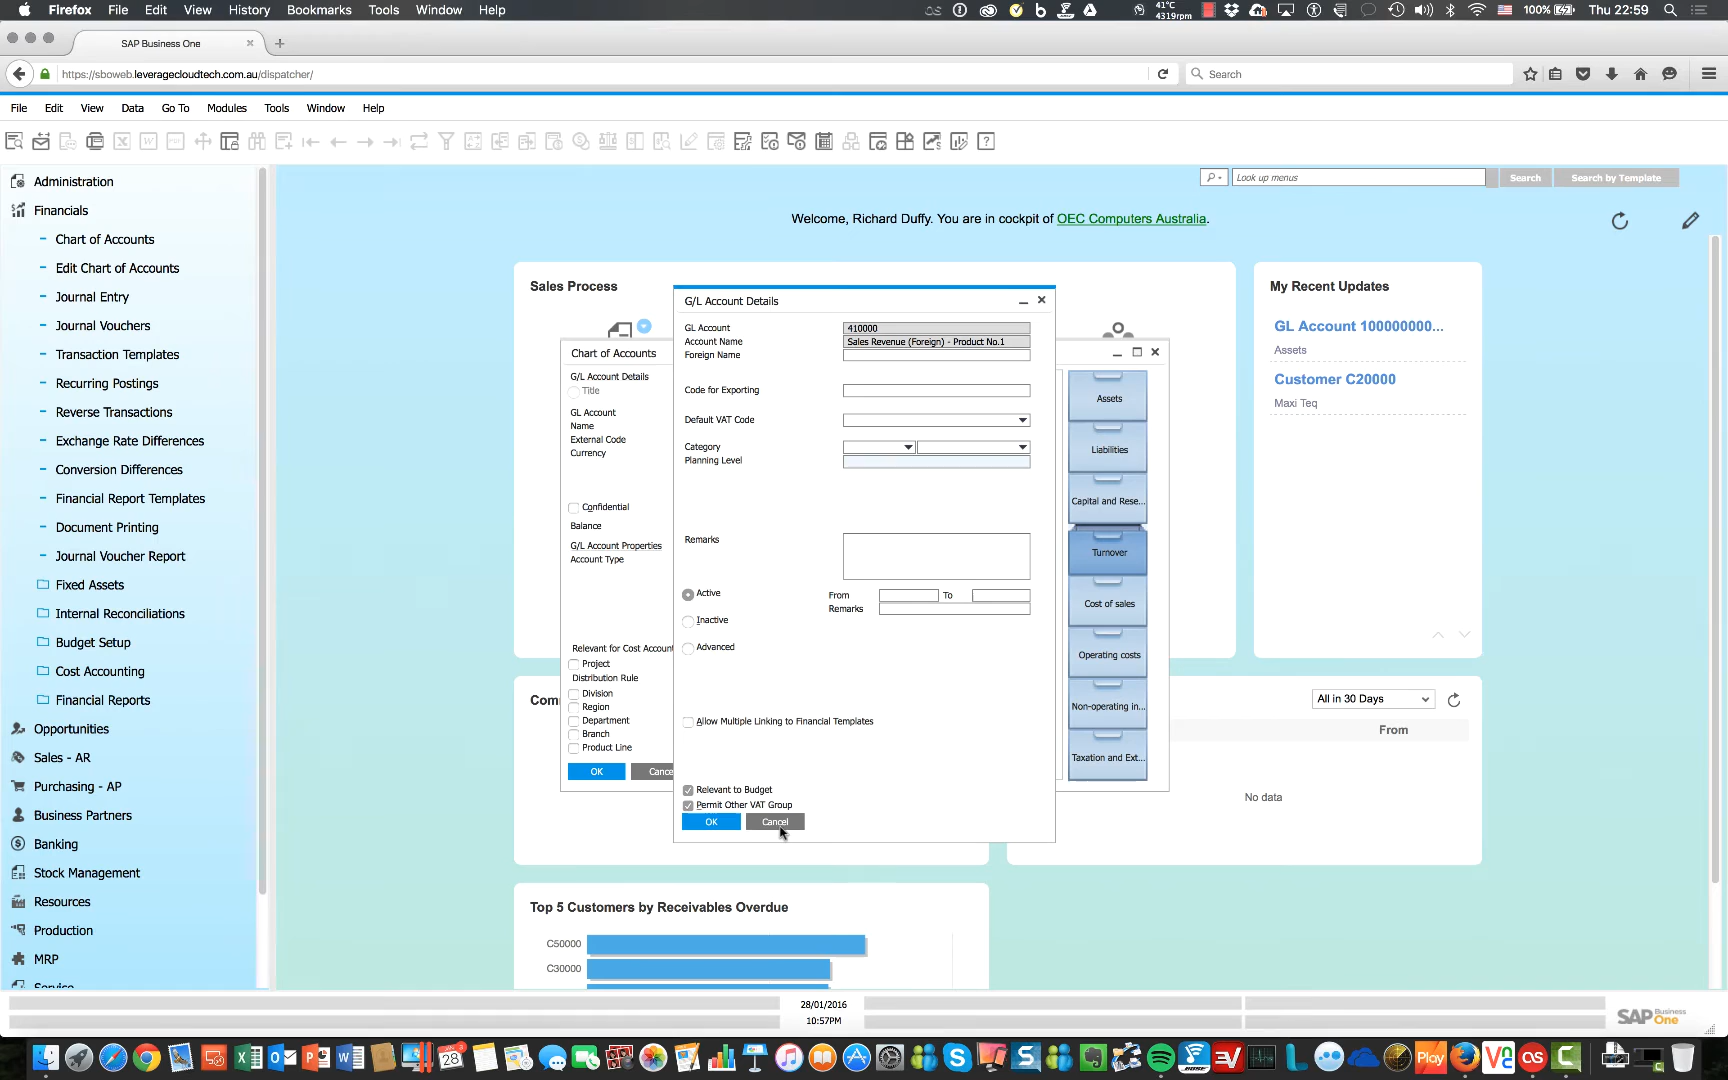 Firefox File Edit View History Bookmarks Tools Window Help
41°C
4319rpm
100%
Thu 22:59
SAP Business One
https://sboweb.leveragecloudtech.com.au/dispatcher/
Search
File Edit View Data Go To Modules Tools Window Help
Look up menus
Search
Search by Template
Welcome, Richard Duffy. You are in cockpit of OEC Computers Australia.
Administration
Financials
Chart of Accounts
Edit Chart of Accounts
Journal Entry
Journal Vouchers
Transaction Templates
Recurring Postings
Reverse Transactions
Exchange Rate Differences
Conversion Differences
Financial Report Templates
Document Printing
Journal Voucher Report
Fixed Assets
Internal Reconciliations
Budget Setup
Cost Accounting
Financial Reports
Opportunities
Sales - AR
Purchasing - AP
Business Partners
Banking
Stock Management
Resources
Production
MRP
Service
Sales Process
Chart of Accounts
G/L Account Details
Title
GL Account
Name
External Code
Currency
Confidential
Balance
G/L Account Properties
Account Type
Relevant for Cost Account
Project
Distribution Rule
Division
Region
Department
Branch
Product Line
OK
Cance
G/L Account Details
GL Account 410000
Account Name Sales Revenue (Foreign) - Product No.1
Foreign Name
Code for Exporting
Default VAT Code
Category
Planning Level
Remarks
Active
From To
Remarks
Inactive
Advanced
Allow Multiple Linking to Financial Templates
Relevant to Budget
Permit Other VAT Group
OK
Cancel
Assets
Liabilities
Capital and Rese...
Turnover
Cost of sales
Operating costs
Non-operating in...
Taxation and Ext...
My Recent Updates
GL Account 100000000...
Assets
Customer C20000
Maxi Teq
Com
All in 30 Days
From
No data
Top 5 Customers by Receivables Overdue
C50000
C30000
28/01/2016
10:57PM
SAP Business
One
28
Play